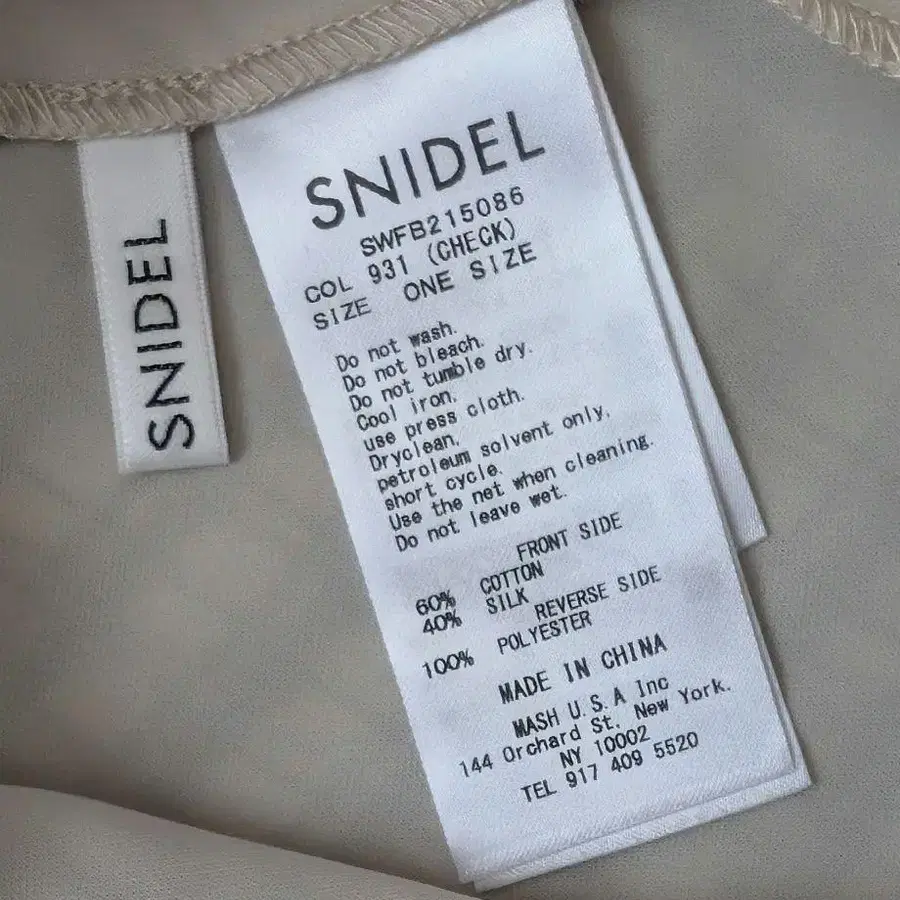 SNIDEL
SNIDEL
SWFB215086
COL 931 (CHECK)
SIZE ONE SIZE
Do not wash.
Do not bleach.
Do not tumble dry.
Cool iron.
use press cloth.
Dryclean,
petroleum solvent only,
short cycle.
Use the net when cleaning.
Do not leave wet.
FRONT SIDE
60% COTTON
40% SILK
REVERSE SIDE
100% POLYESTER
MADE IN CHINA
MASH U.S.A Inc
144 Orchard St. New York.
NY 10002
TEL 917 409 5520